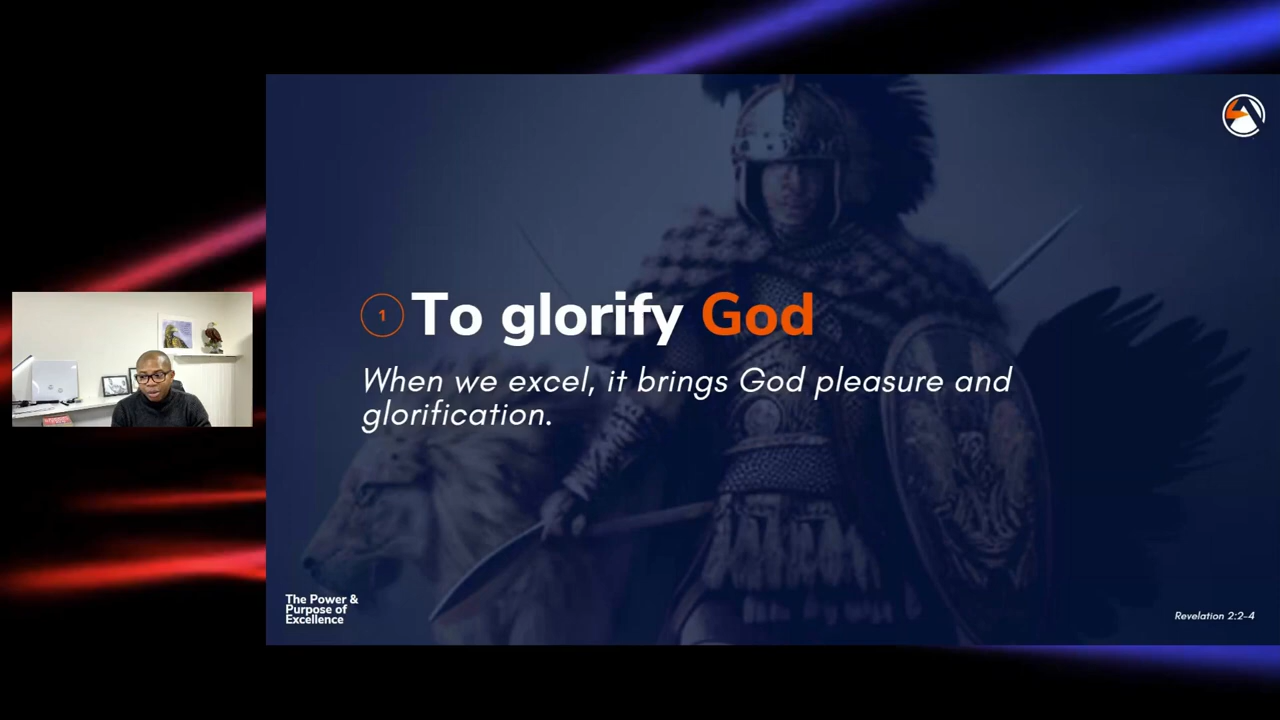 1 To glorify God
When we excel, it brings God pleasure and
glorification.
The Power &
Purpose of
Excellence
Revelation 2:2-4